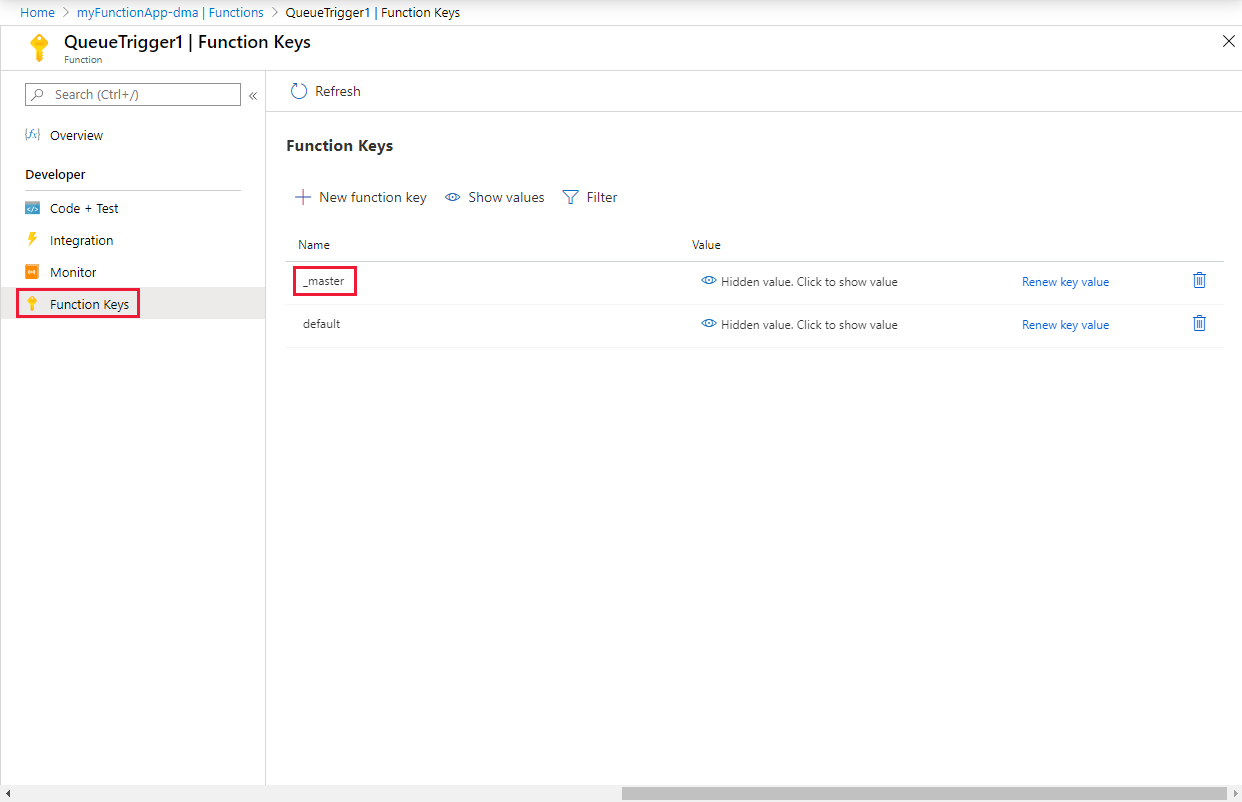 Home > myFunctionApp-dma | Functions > QueueTrigger1 | Function Keys
QueueTrigger1 | Function Keys
Function
Search (Ctrl+/)
«
Refresh
Overview
Developer
Code + Test
Integration
Monitor
Function Keys
Function Keys
New function key Show values Filter
Name Value
_master Hidden value. Click to show value Renew key value
default Hidden value. Click to show value Renew key value